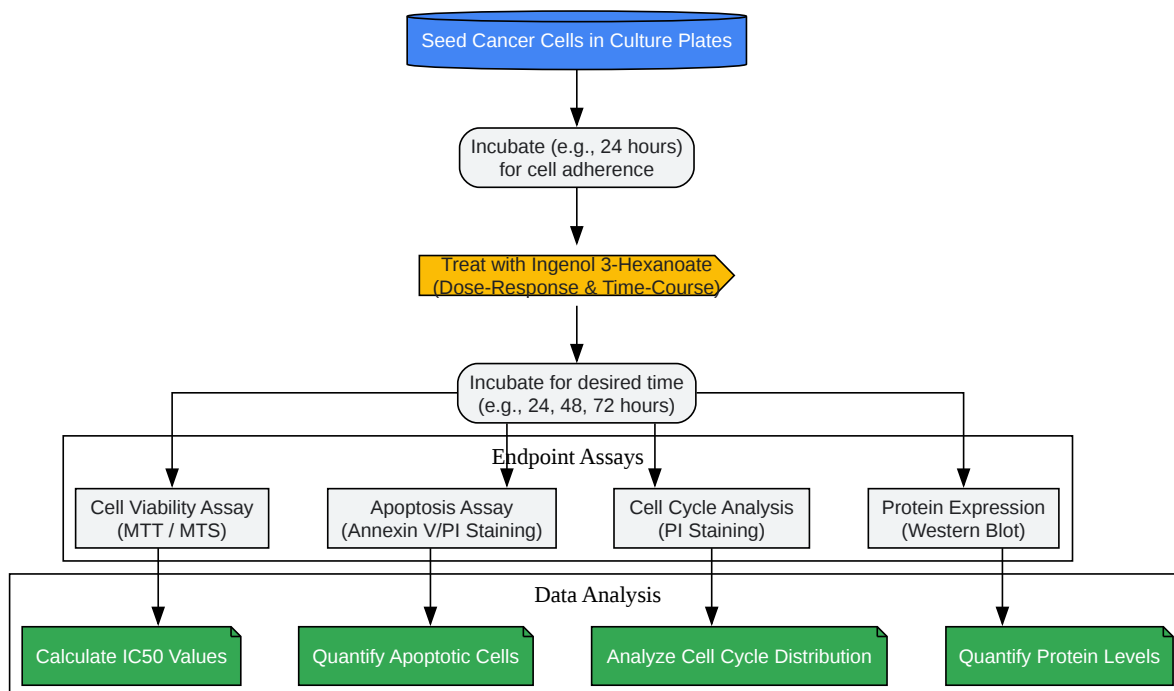 Seed Cancer Cells in Culture Plates
Incubate (e.g., 24 hours)
for cell adherence
Treat with Ingenol 3-Hexanoate
(Dose-Response & Time-Course)
Incubate for desired time
(e.g., 24, 48, 72 hours)
Endpoint Assays
Cell Viability Assay
(MTT / MTS)
Apoptosis Assay
(Annexin V/PI Staining)
Cell Cycle Analysis
(PI Staining)
Protein Expression
(Western Blot)
Data Analysis
Calculate IC50 Values
Quantify Apoptotic Cells
Analyze Cell Cycle Distribution
Quantify Protein Levels